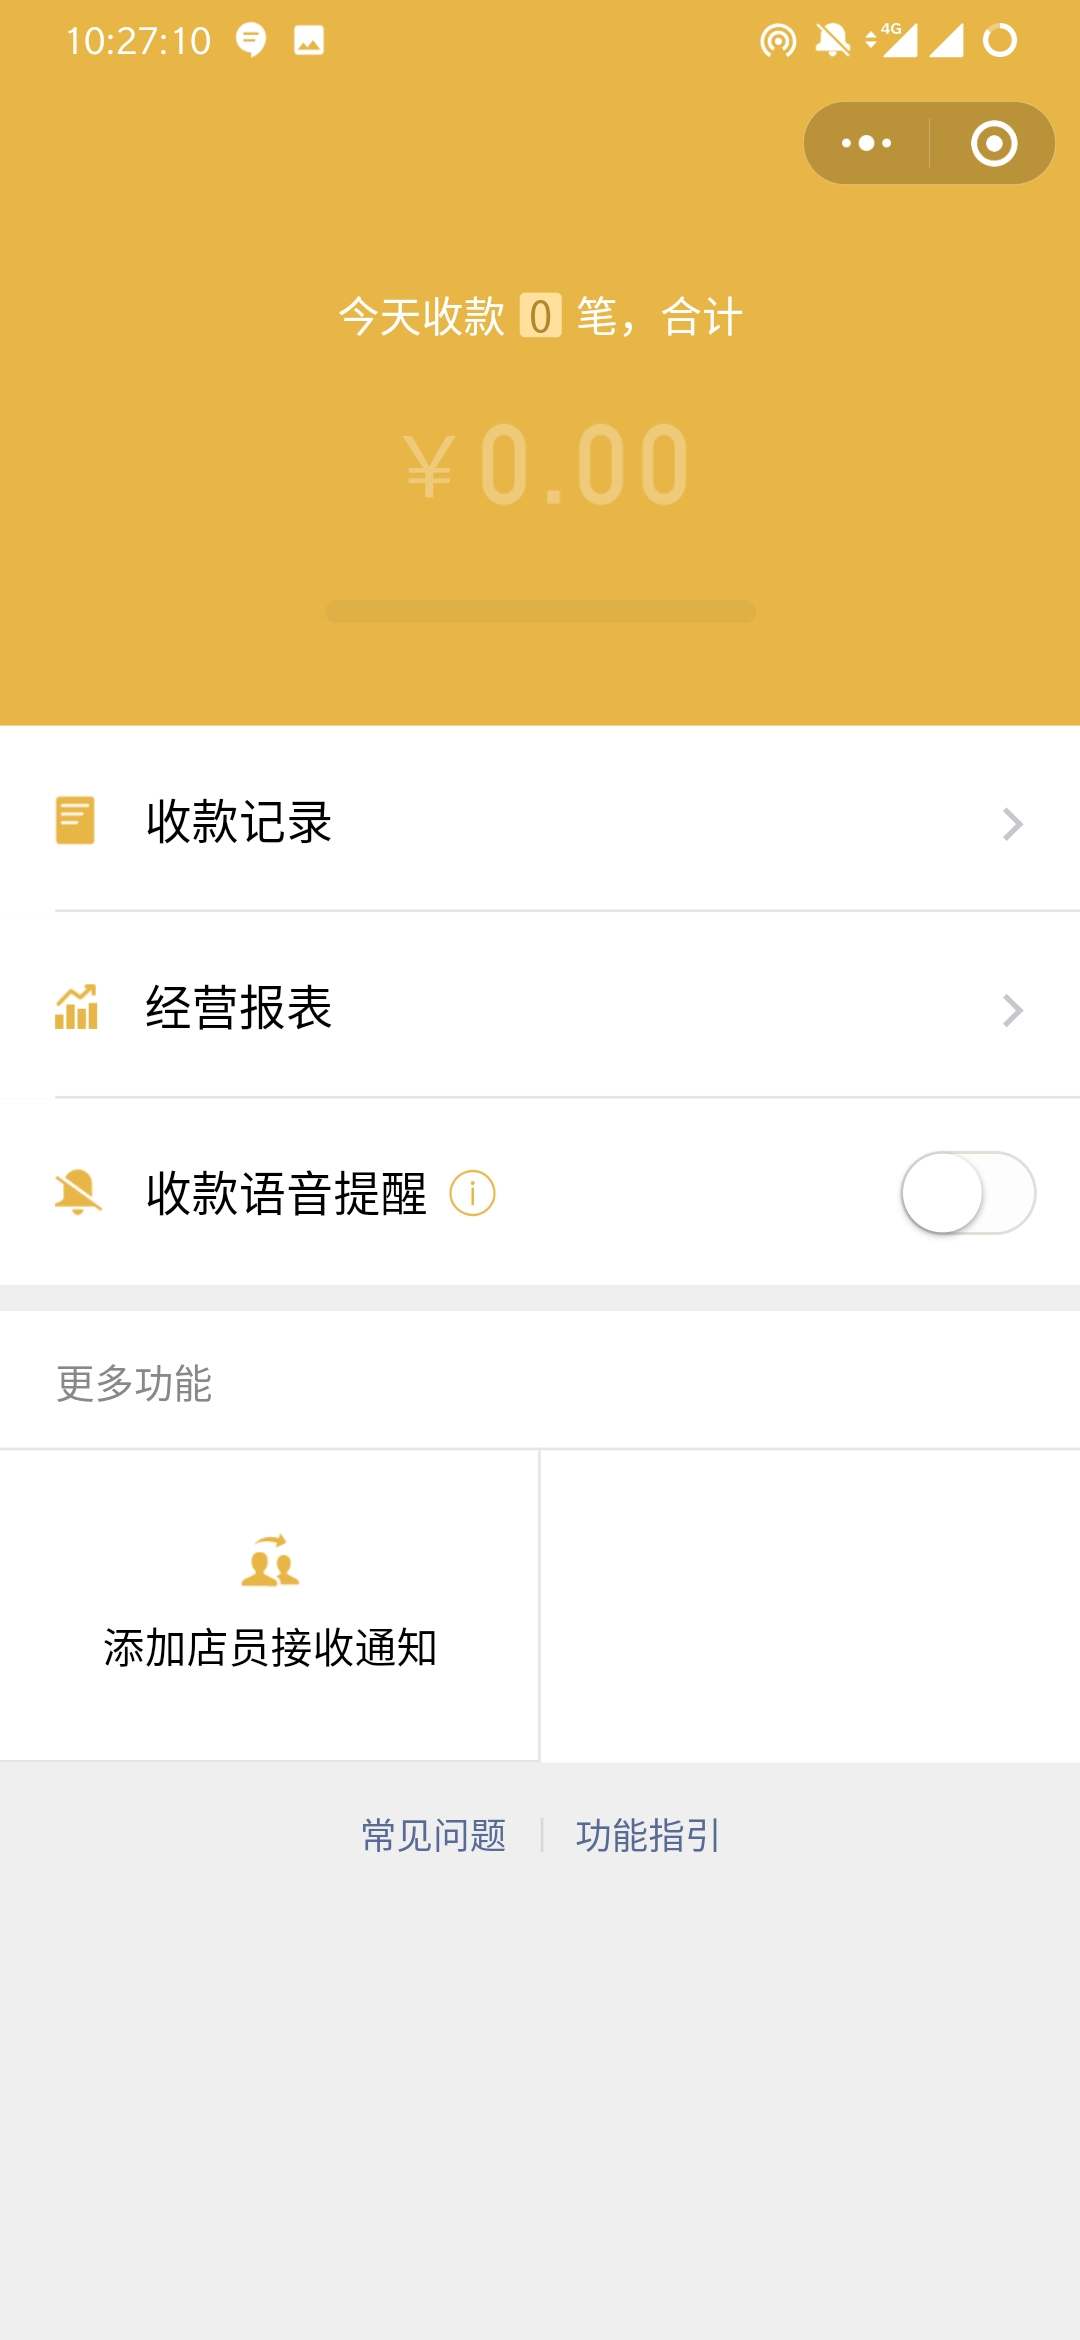 10:27:10 4G
今天收款 0 笔，合计
¥0.00
收款记录
经营报表
收款语音提醒
更多功能
添加店员接收通知
常见问题 功能指引